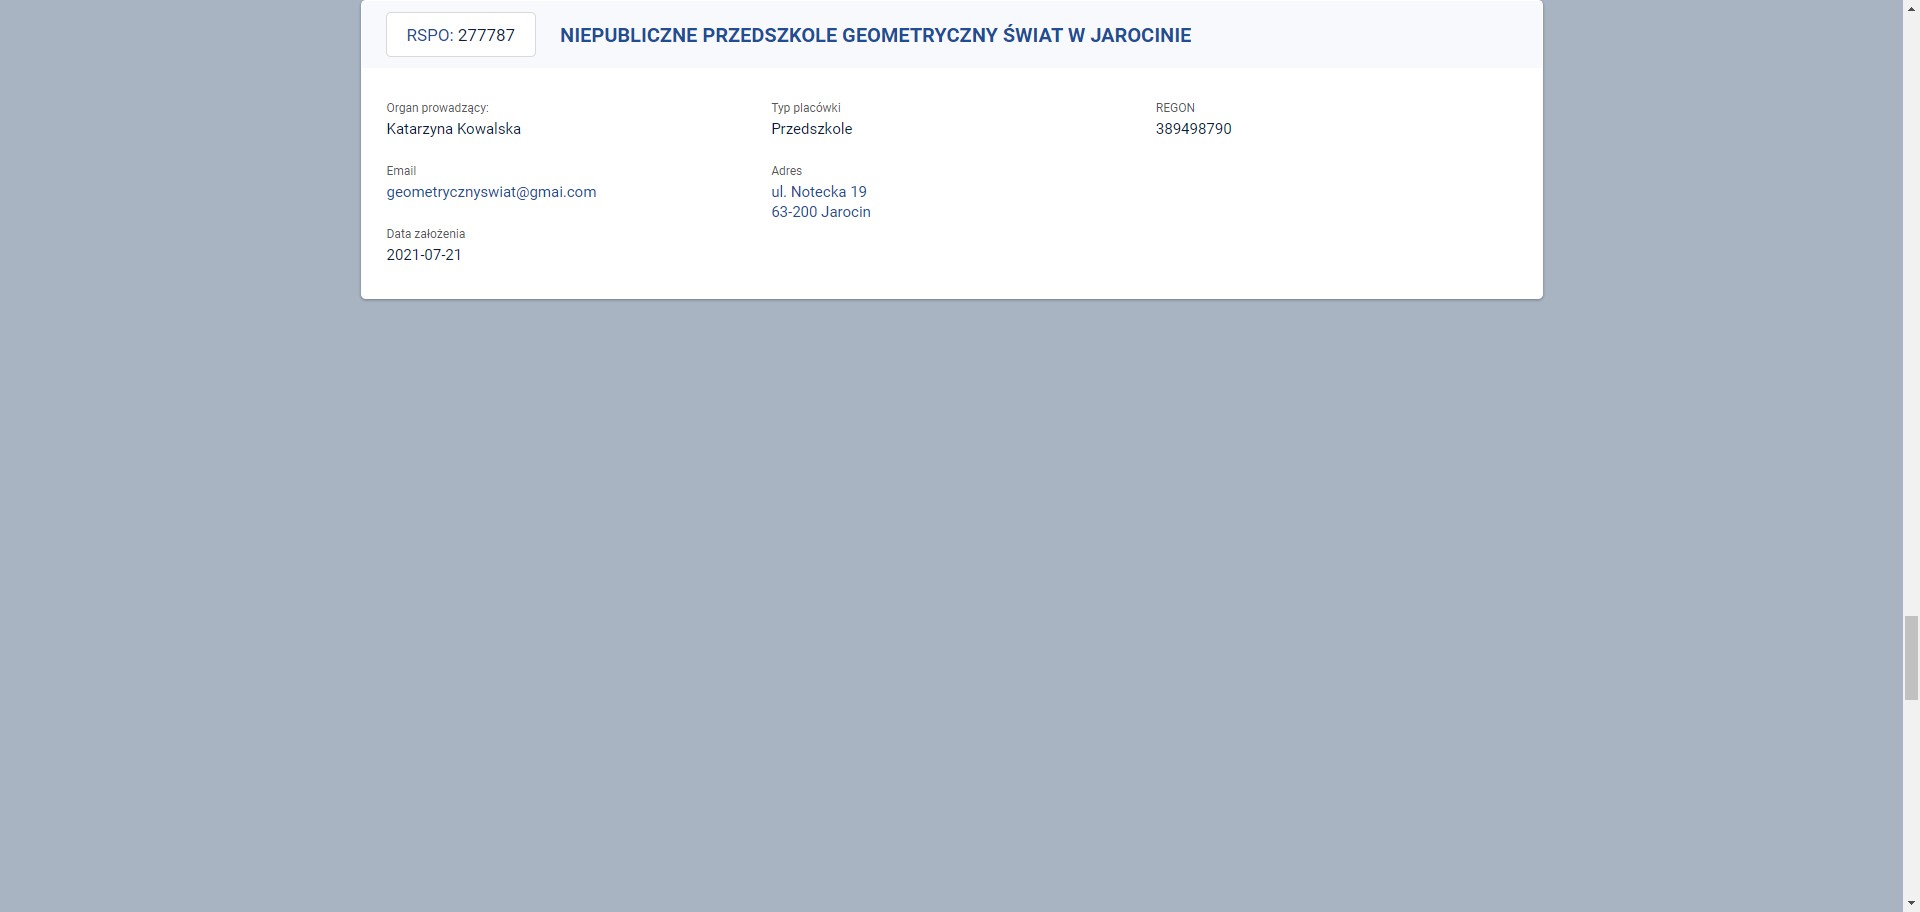 RSPO: 277787
NIEPUBLICZNE PRZEDSZKOLE GEOMETRYCZNY ŚWIAT W JAROCINIE
Organ prowadzący:
Katarzyna Kowalska
Typ placówki
Przedszkole
REGON
389498790
Email
geometrycznyswiat@gmai.com
Adres
ul. Notecka 19
63-200 Jarocin
Data założenia
2021-07-21